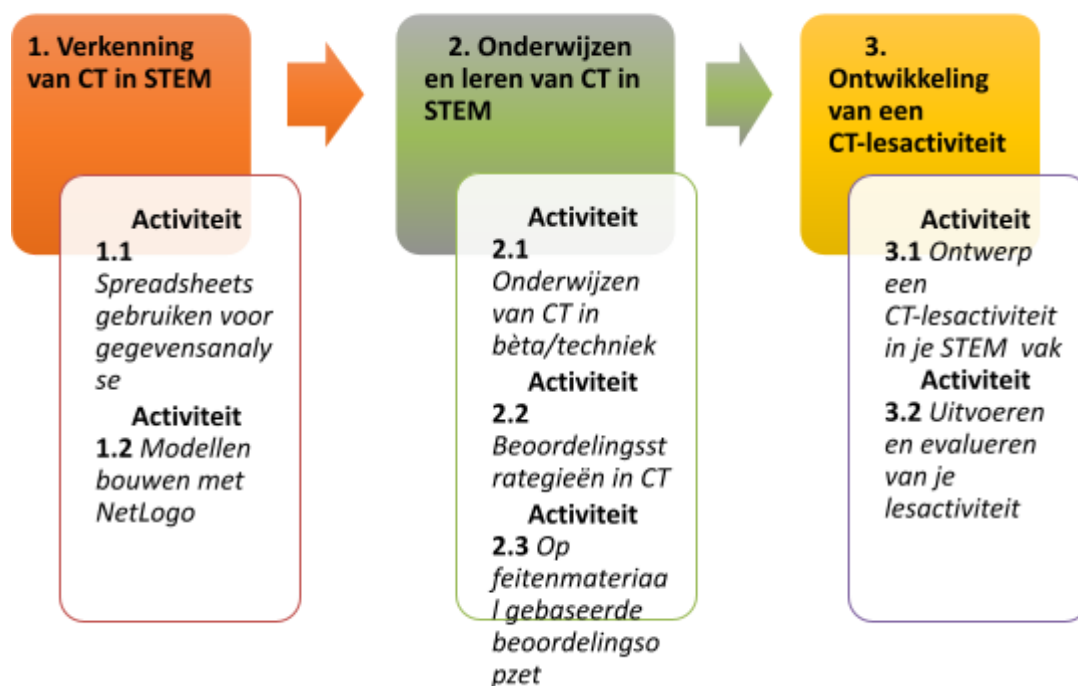 1. Verkenning
van CT in STEM
Activiteit
1.1
Spreadsheets
gebruiken voor
gegevensanaly
se
Activiteit
1.2 Modellen
bouwen met
NetLogo
2. Onderwijzen
en leren van CT in
STEM
Activiteit
2.1
Onderwijzen
van CT in
bèta/techniek
Activiteit
2.2
Beoordelingsst
rategieën in CT
Activiteit
2.3 Op
feitenmateriaa
l gebaseerde
beoordelingso
pzet
3.
Ontwikkeling
van een
CT-lesactiviteit
Activiteit
3.1 Ontwerp
een
CT-lesactiviteit
in je STEM vak
Activiteit
3.2 Uitvoeren
en evalueren
van je
lesactiviteit